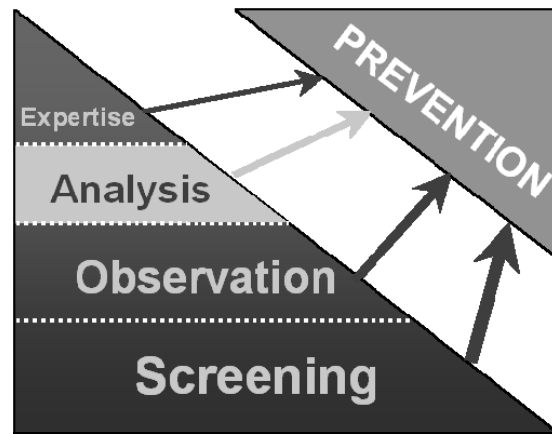 PREVENTION
Expertise
Analysis
Observation
Screening